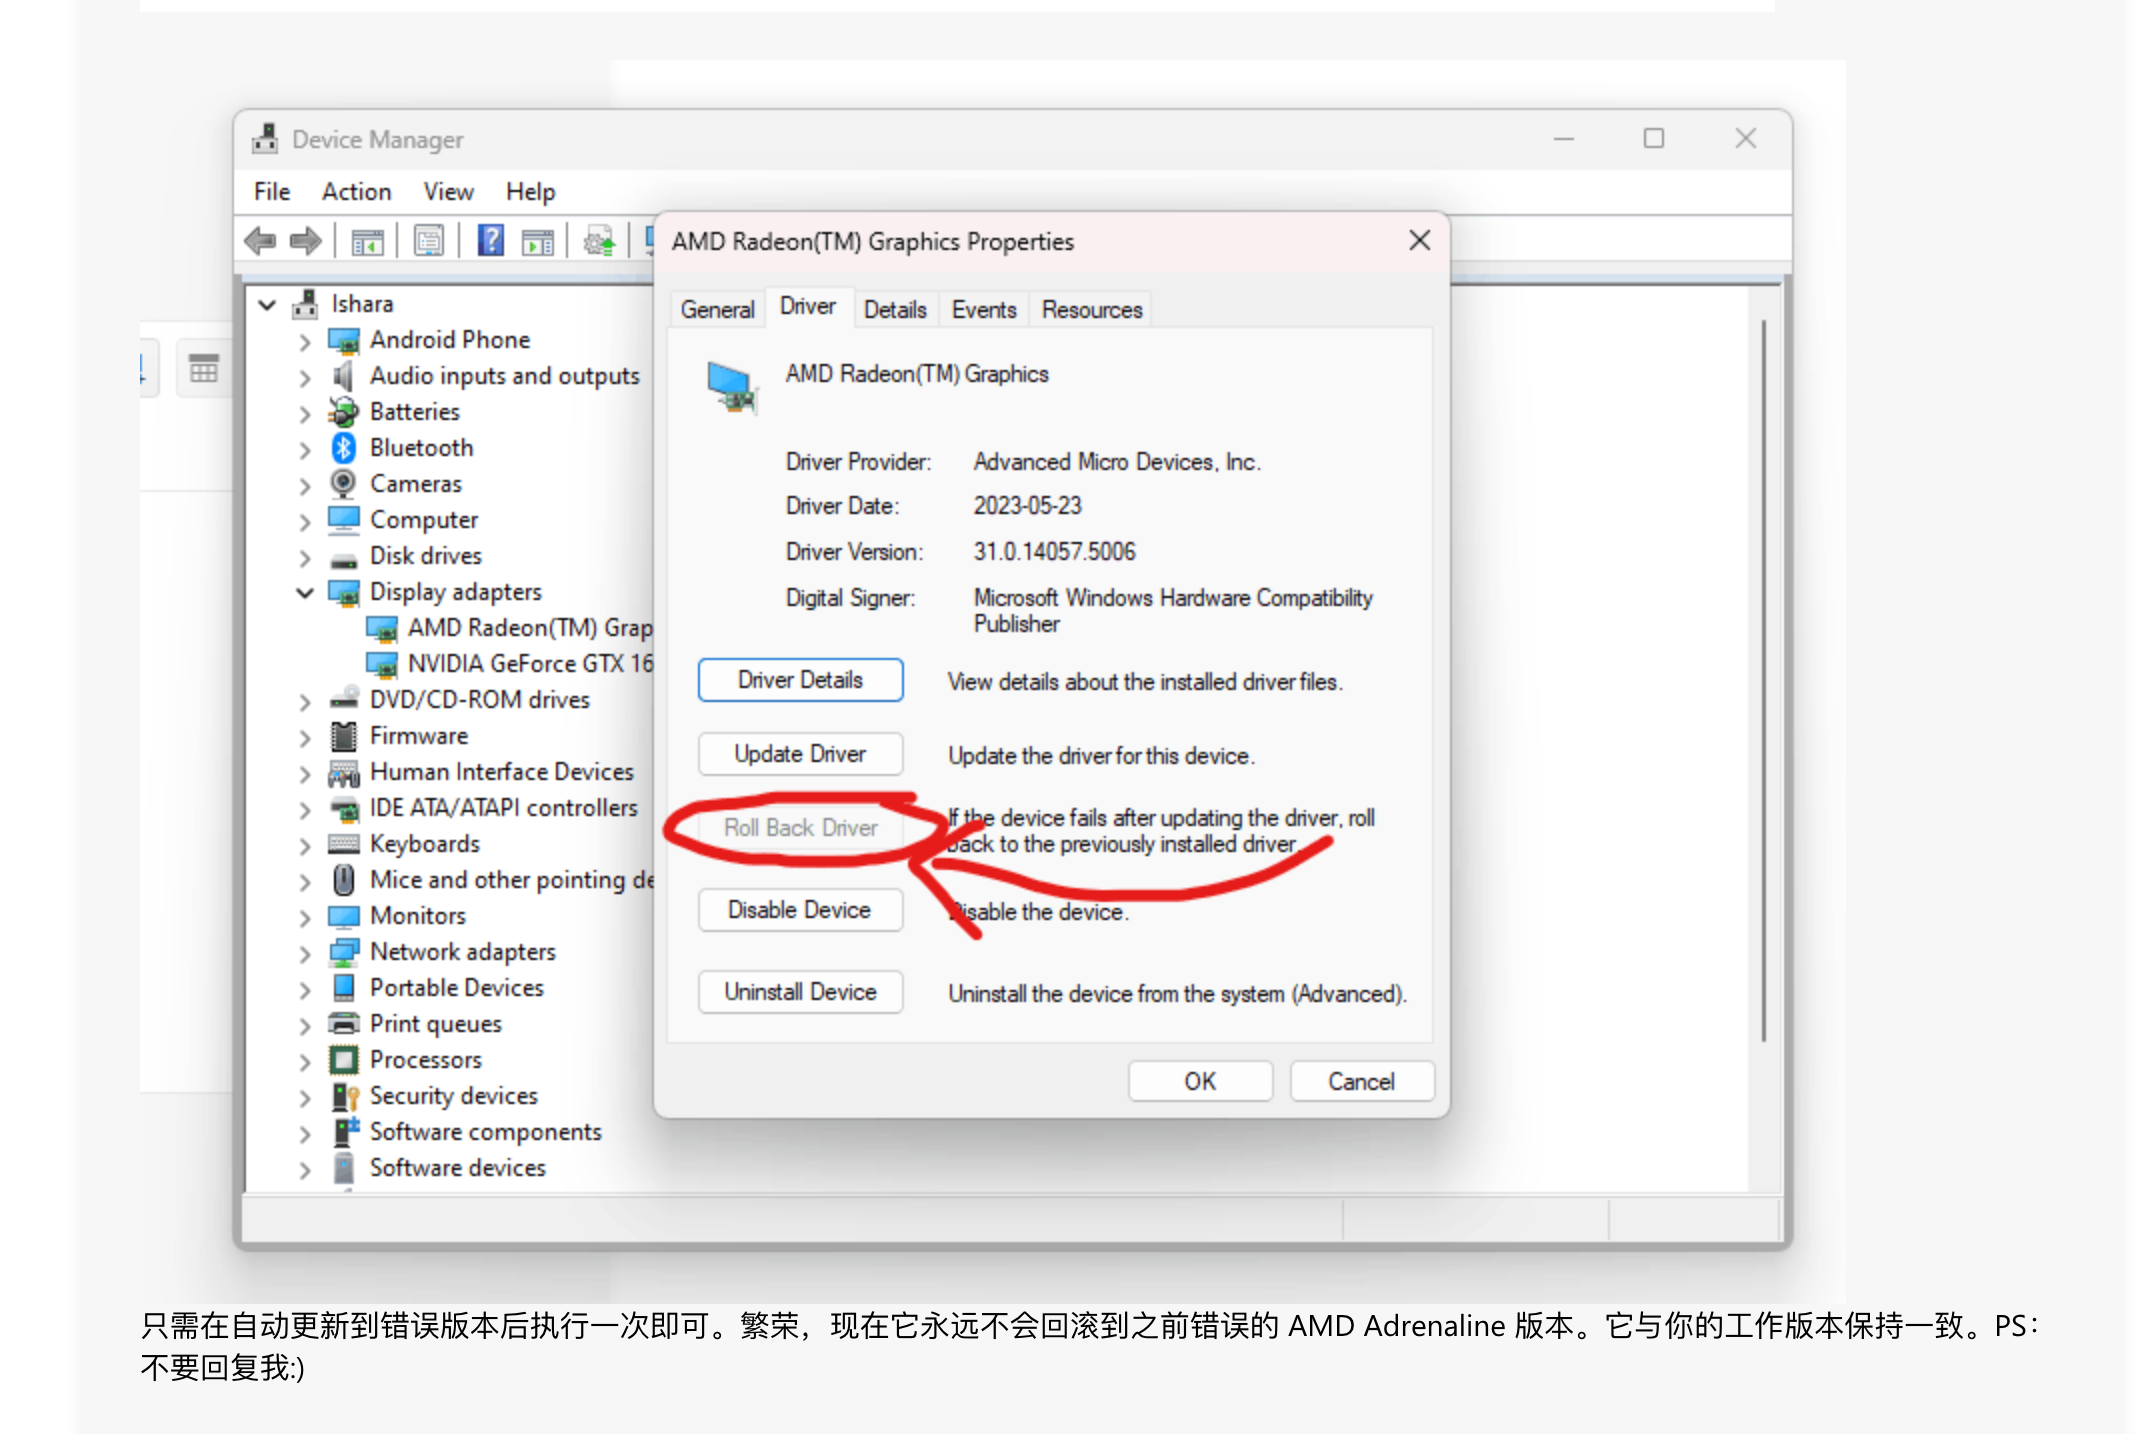 Device Manager
File Action View Help
AMD Radeon(TM) Graphics Properties
General Driver Details Events Resources
Ishara
Android Phone
Audio inputs and outputs
Batteries
Bluetooth
Cameras
Computer
Disk drives
Display adapters
AMD Radeon(TM) Grap
NVIDIA GeForce GTX 16
DVD/CD-ROM drives
Firmware
Human Interface Devices
IDE ATA/ATAPI controllers
Keyboards
Mice and other pointing de
Monitors
Network adapters
Portable Devices
Print queues
Processors
Security devices
Software components
Software devices
AMD Radeon(TM) Graphics
Driver Provider: Advanced Micro Devices, Inc.
Driver Date: 2023-05-23
Driver Version: 31.0.14057.5006
Digital Signer: Microsoft Windows Hardware Compatibility
Publisher
Driver Details View details about the installed driver files.
Update Driver Update the driver for this device.
Roll Back Driver If the device fails after updating the driver, roll
back to the previously installed driver.
Disable Device Disable the device.
Uninstall Device Uninstall the device from the system (Advanced).
OK Cancel
只需在自动更新到错误版本后执行一次即可。繁荣，现在它永远不会回滚到之前错误的 AMD Adrenaline 版本。它与你的工作版本保持一致。PS：
不要回复我:)